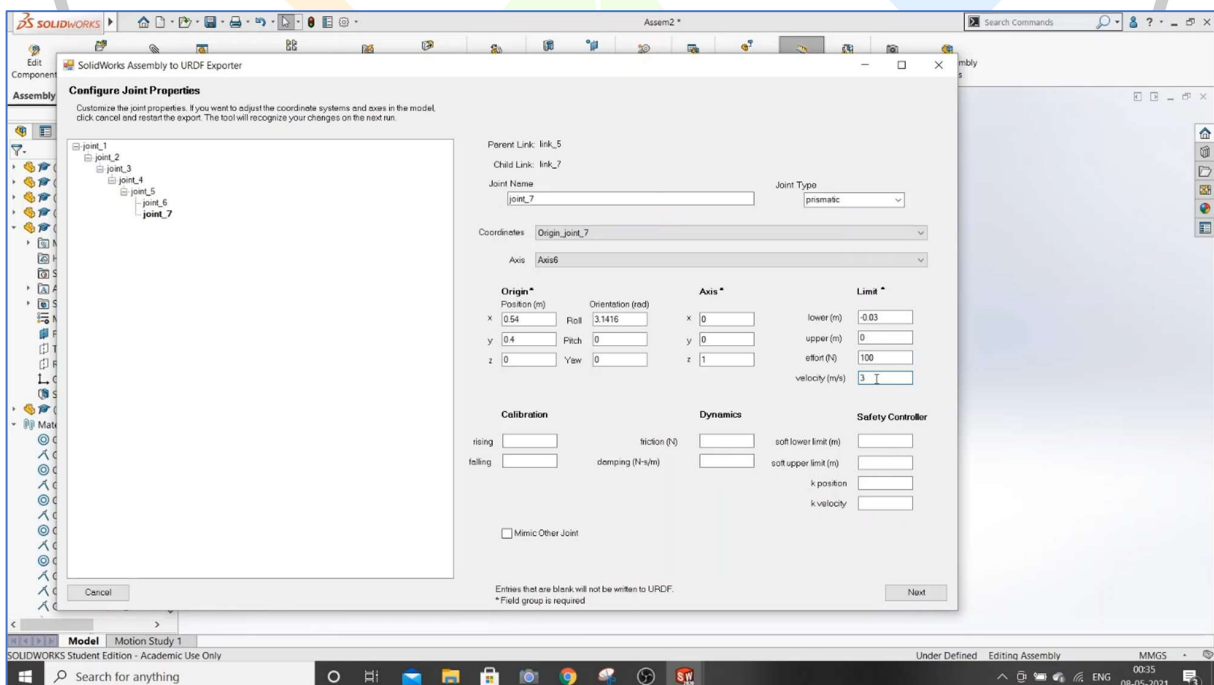 SOLIDWORKS
Assem2 *
Search Commands
Edit
Component
mbly
s
Assembly
SolidWorks Assembly to URDF Exporter
Configure Joint Properties
Customize the joint properties. If you want to adjust the coordinate systems and axes in the model,
click cancel and restart the export. The tool will recognize your changes on the next run.
joint_1
joint_2
joint_3
joint_4
joint_5
joint_6
joint_7
Parent Link: link_5
Child Link: link_7
Joint Name
joint_7
Joint Type
prismatic
Coordinates Origin_joint_7
Axis Axis6
Origin*
Position (m) Orientation (rad)
x 0.54 Roll 3.1416
y 0.4 Pitch 0
z 0 Yaw 0
Axis *
x 0
y 0
z 1
Limit *
lower (m) -0.03
upper (m) 0
effort (N) 100
velocity (m/s) 3
Calibration
rising
falling
Dynamics
friction (N)
damping (N-s/m)
Safety Controller
soft lower limit (m)
soft upper limit (m)
k position
k velocity
Mimic Other Joint
Cancel
Entries that are blank will not be written to URDF.
* Field group is required
Next
Mate
Model Motion Study 1
SOLIDWORKS Student Edition - Academic Use Only
Under Defined Editing Assembly MMGS
Search for anything
ENG
00:35
08-05-2021